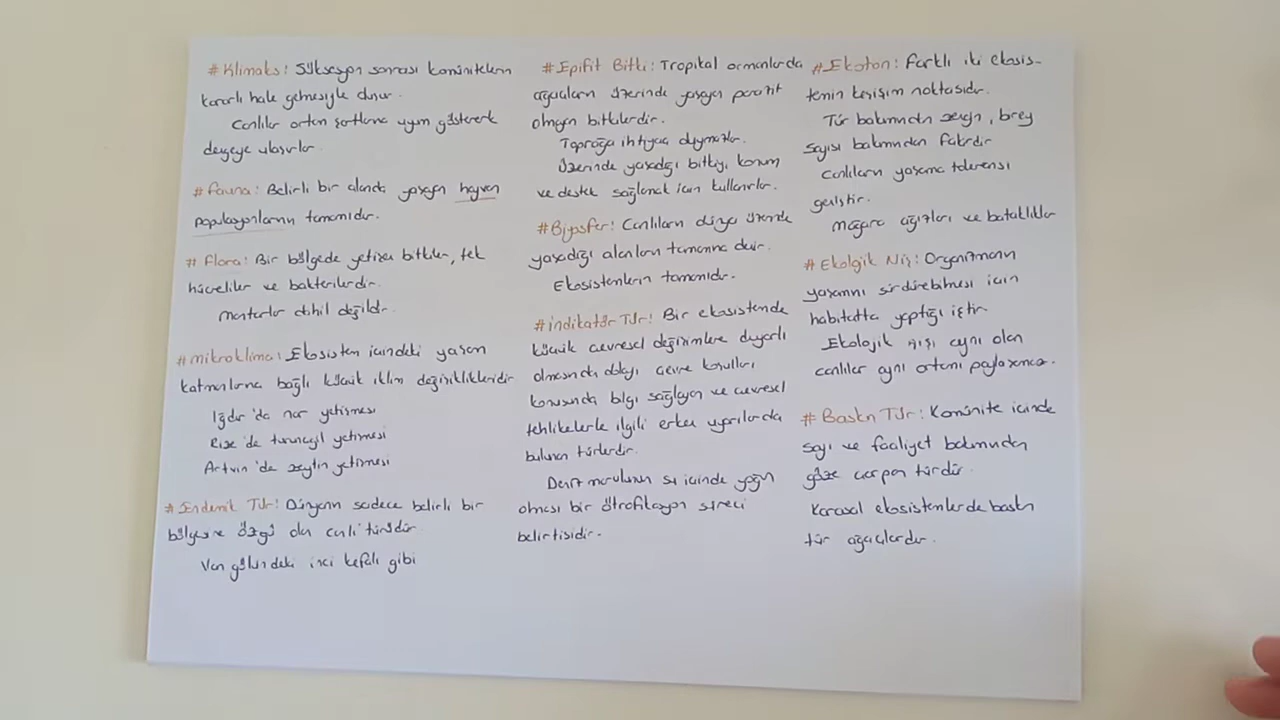 #Klimaks: Süksesyon sonrası komünitelerin
kararlı hale gelmesiyle oluşur.
Canlılar ortam şartlarına uyum göstererek
dengeye ulaşırlar.
#Fauna: Belirli bir alanda yaşayan hayvan
populasyonlarının tamamıdır.
#Flora: Bir bölgede yetişen bitkiler, tek
hücreliler ve bakterilerdir.
mantarlar dahil değildir.
#mikroklima: Ekosistem içindeki yaşam
katmanlarına bağlı küçük iklim değişiklikleridir
Iğdır'da nar yetişmesi
Rize'de turunçgil yetişmesi
Artvin'de zeytin yetişmesi
#Endemik Tür: Dünyanın sadece belirli bir
bölgesine özgü olan canlı türüdür
Van gölündeki inci kefali gibi
#Epifit Bitki: Tropikal ormanlarda
ağaçların üzerinde yaşayan parazit
olmayan bitkilerdir.
Toprağa ihtiyaç duymazlar.
Üzerinde yaşadığı bitkiyi, konum
ve destek sağlamak için kullanırlar.
#Biyosfer: Canlıların dünya üzerinde
yaşadığı alanların tamamına denir.
Ekosistemlerin tamamıdır.
#indikatör Tür: Bir ekosistemde
küçük çevresel değişimlere duyarlı
olmasından dolayı çevre koşulları
konusunda bilgi sağlayan ve çevresel
tehlikelerle ilgili erken uyarılarda
bulunan türlerdir.
Deniz marulunun su içinde yoğun
olması bir ötrofikasyon süreci
belirtisidir.
#Ekoton: Farklı iki ekosis-
temin kesişim noktasıdır.
Tür bakımından zengin, birey
sayısı bakımından fakirdir
Canlıların yaşama toleransı
geniştir.
mağara ağızları ve bataklıklar
#Ekolgik Niş: Organizmanın
yaşamını sürdürebilmesi için
habitatta yaptığı iştir.
Ekolojik nişi aynı olan
canlılar aynı ortamı paylaşamaz.
#Baskın Tür: Komünite içinde
sayı ve faaliyet bakımından
göze çarpan türdür.
Karasal ekosistemlerde baskın
tür ağaçlardır.